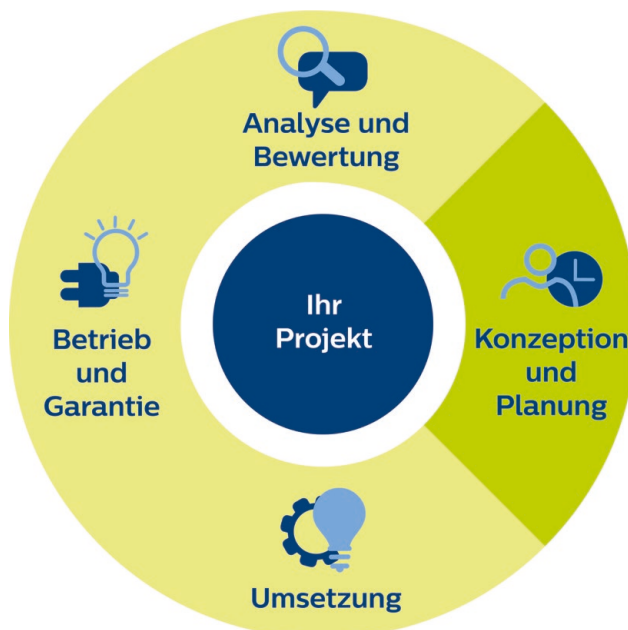 Analyse und
Bewertung
Ihr
Projekt
Konzeption
und
Planung
Betrieb
und
Garantie
Umsetzung